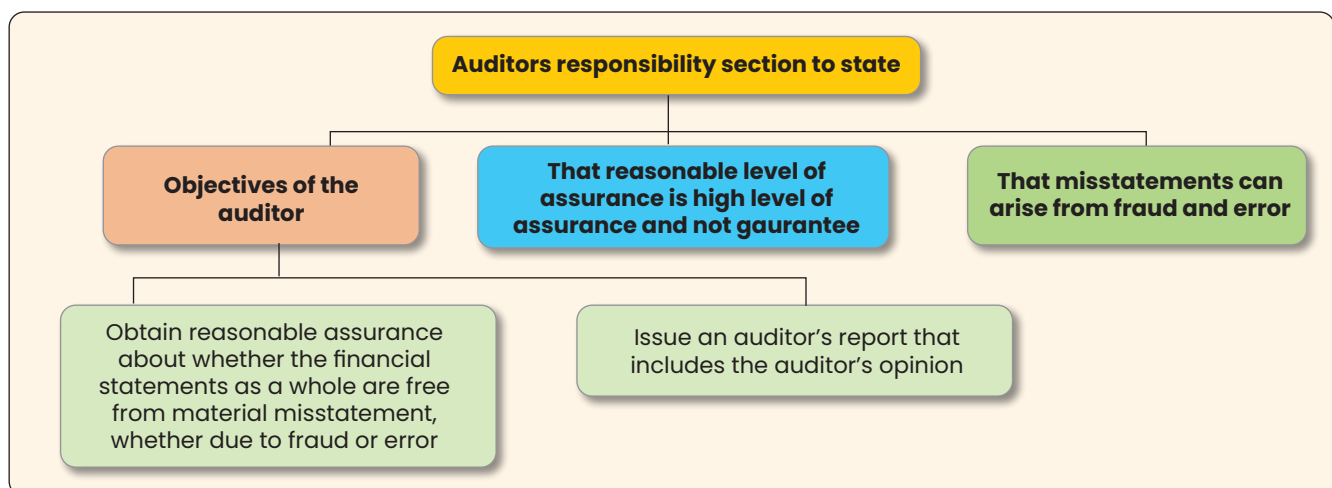 Auditors responsibility section to state
Objectives of the
auditor
That reasonable level of
assurance is high level of
assurance and not gaurantee
That misstatements can
arise from fraud and error
Obtain reasonable assurance
about whether the financial
statements as a whole are free
from material misstatement,
whether due to fraud or error
Issue an auditor’s report that
includes the auditor’s opinion